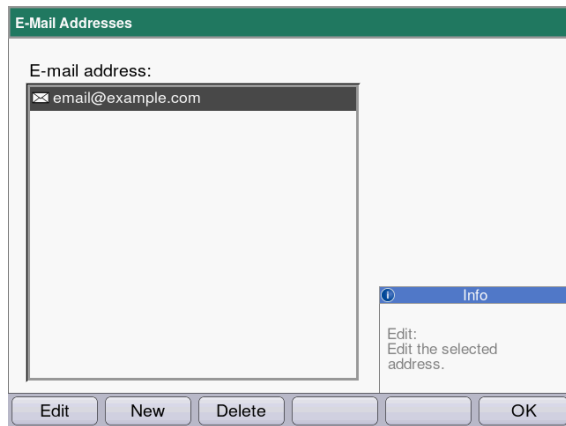 E-Mail Addresses
E-mail address:
email@example.com
Info
Edit:
Edit the selected
address.
Edit
New
Delete
OK